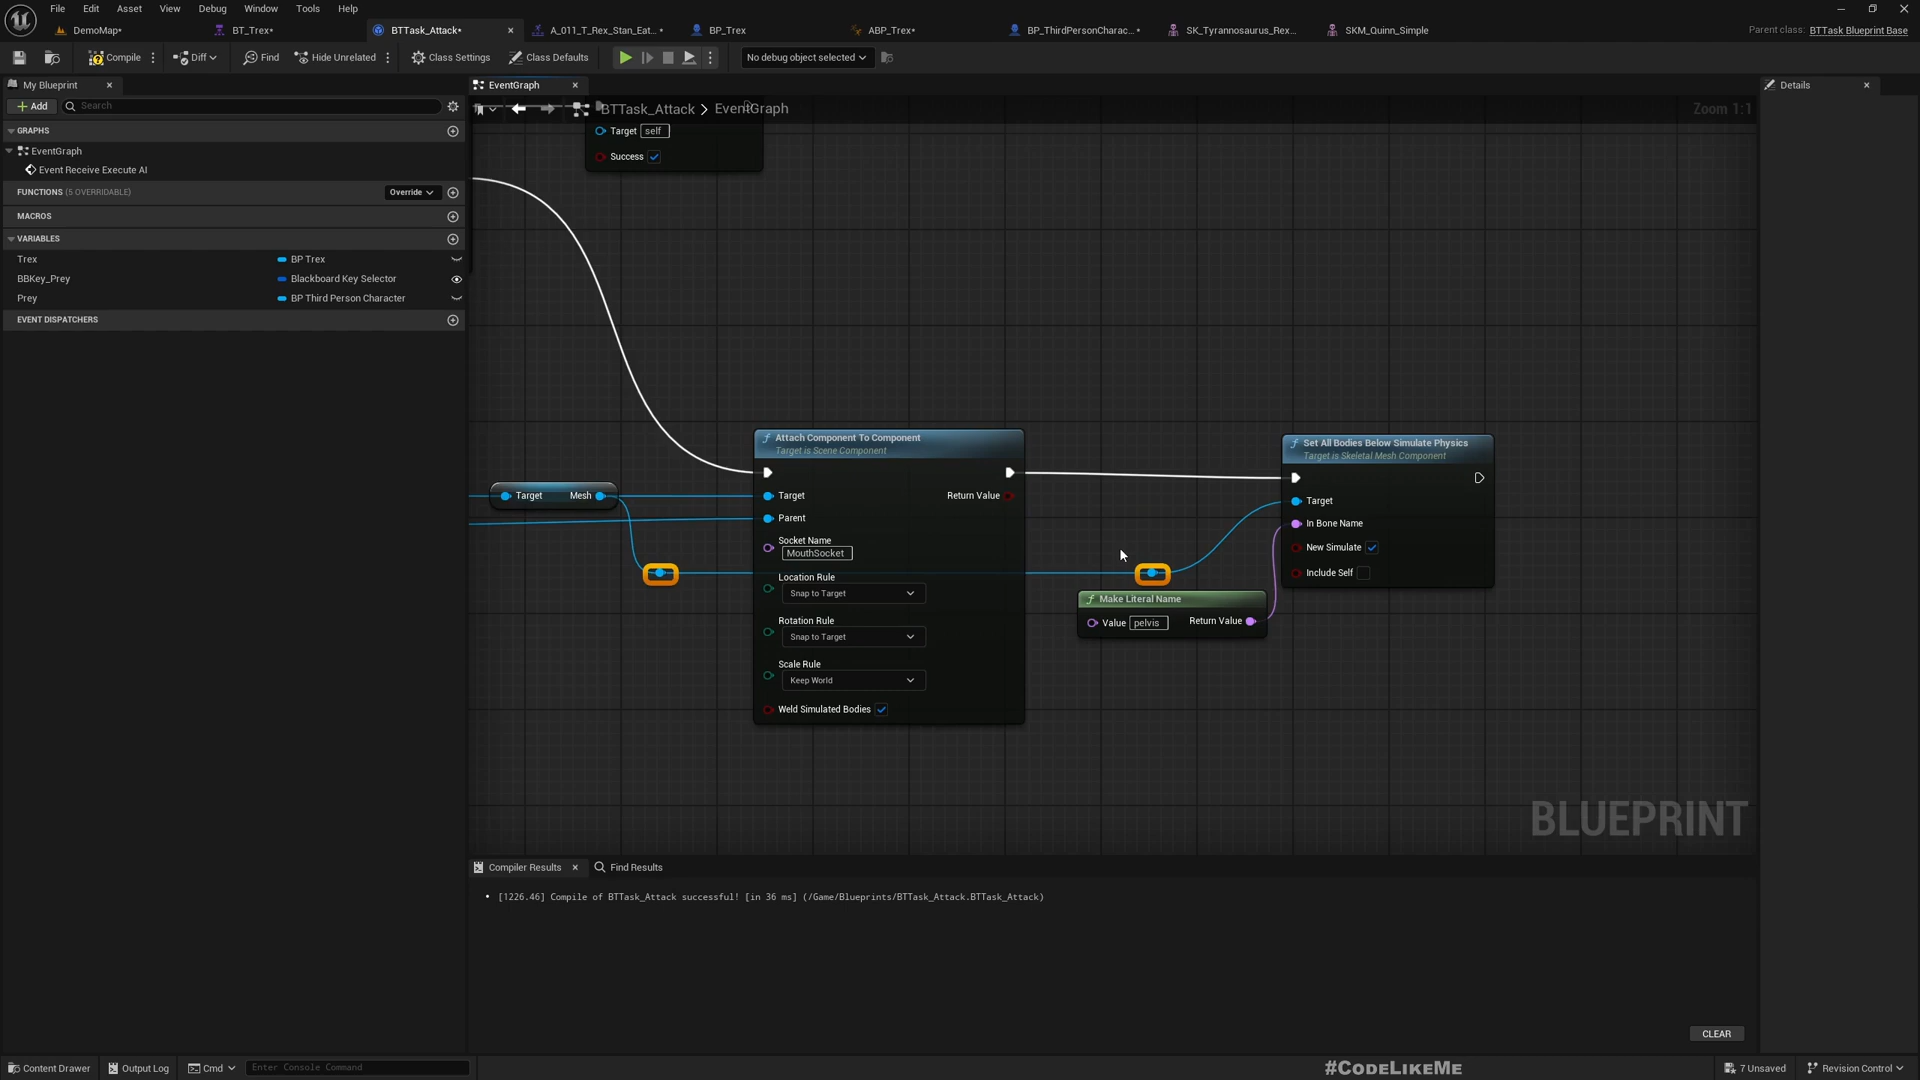 File Edit Asset View Debug Window Tools Help
DemoMap* BT_Trex* BTTask_Attack* A_011_T_Rex_Stan_Eat... * BP_Trex ABP_Trex* BP_ThirdPersonCharac... * SK_Tyrannosaurus_Rex... SKM_Quinn_Simple Parent class: BTTask Blueprint Base
Compile Diff Find Hide Unrelated Class Settings Class Defaults No debug object selected
My Blueprint EventGraph Details
Add Search BTTask_Attack > EventGraph Zoom 1:1
GRAPHS
EventGraph
Event Receive Execute AI
FUNCTIONS (5 OVERRIDABLE) Override
MACROS
VARIABLES
Trex BP Trex
BBKey_Prey Blackboard Key Selector
Prey BP Third Person Character
EVENT DISPATCHERS
Target self
Success
Target Mesh
Attach Component To Component
Target is Scene Component
Target Return Value
Parent
Socket Name
MouthSocket
Location Rule
Snap to Target
Rotation Rule
Snap to Target
Scale Rule
Keep World
Weld Simulated Bodies
Make Literal Name
Value pelvis Return Value
Set All Bodies Below Simulate Physics
Target is Skeletal Mesh Component
Target
In Bone Name
New Simulate
Include Self
BLUEPRINT
Compiler Results Find Results
[1226.46] Compile of BTTask_Attack successful! [in 36 ms] (/Game/Blueprints/BTTask_Attack.BTTask_Attack)
CLEAR
Content Drawer Output Log Cmd Enter Console Command #CODELIKEME 7 Unsaved Revision Control